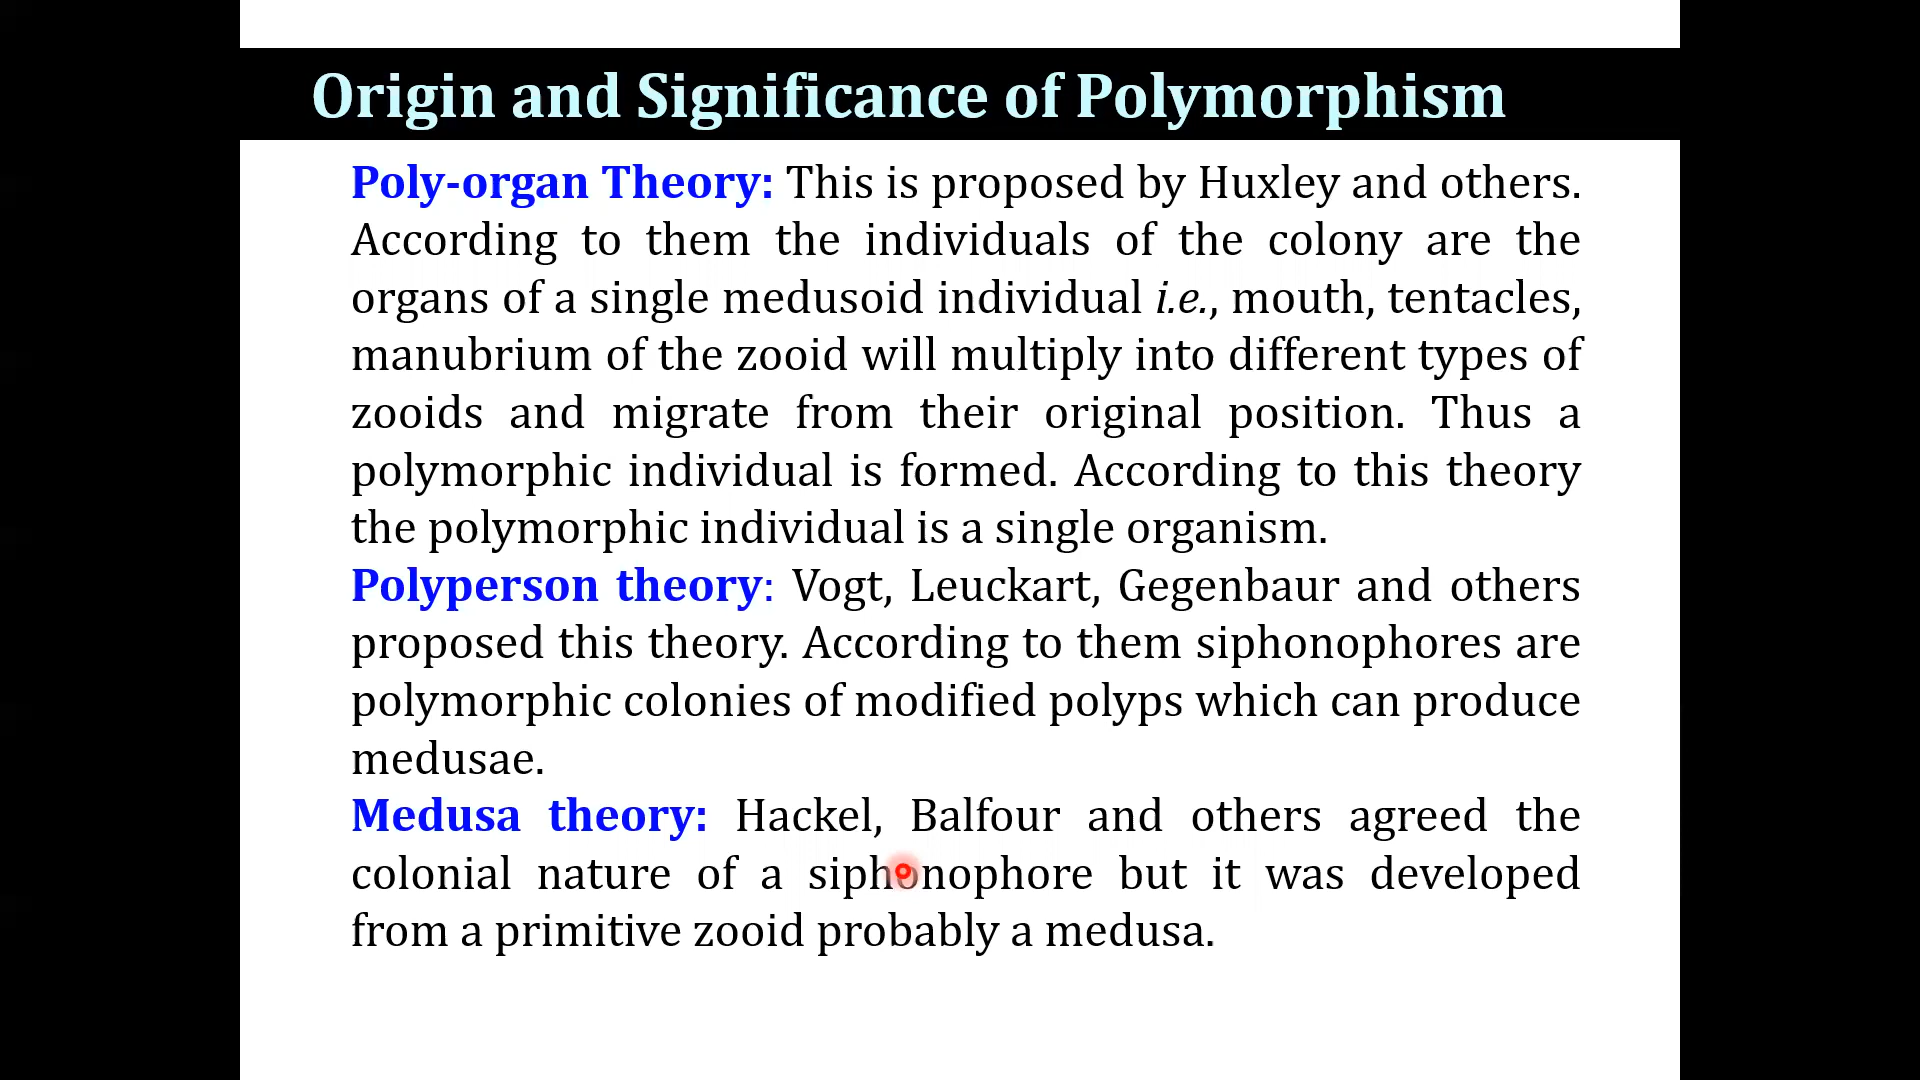 Origin and Significance of Polymorphism
Poly-organ Theory: This is proposed by Huxley and others.
According to them the individuals of the colony are the
organs of a single medusoid individual i.e., mouth, tentacles,
manubrium of the zooid will multiply into different types of
zooids and migrate from their original position. Thus a
polymorphic individual is formed. According to this theory
the polymorphic individual is a single organism.
Polyperson theory: Vogt, Leuckart, Gegenbaur and others
proposed this theory. According to them siphonophores are
polymorphic colonies of modified polyps which can produce
medusae.
Medusa theory: Hackel, Balfour and others agreed the
colonial nature of a siphonophore but it was developed
from a primitive zooid probably a medusa.